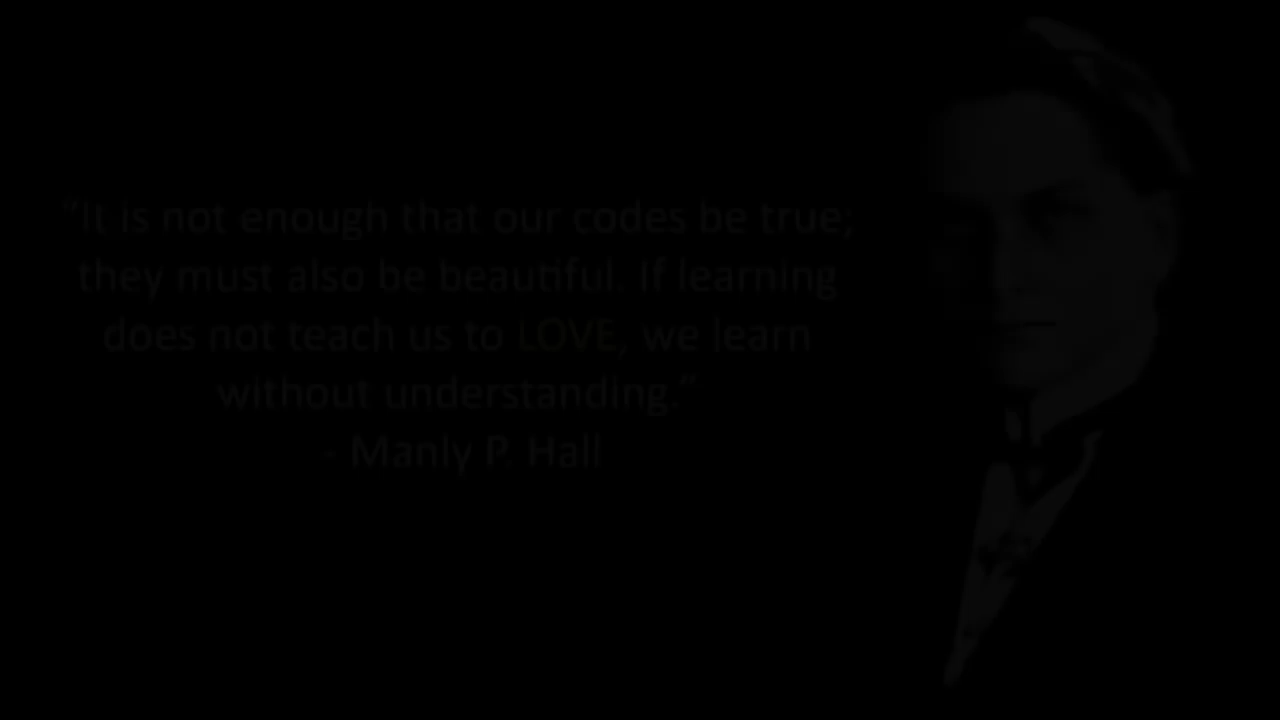 “It is not enough that our codes be true;
they must also be beautiful. If learning
does not teach us to LOVE, we learn
without understanding.”
- Manly P. Hall